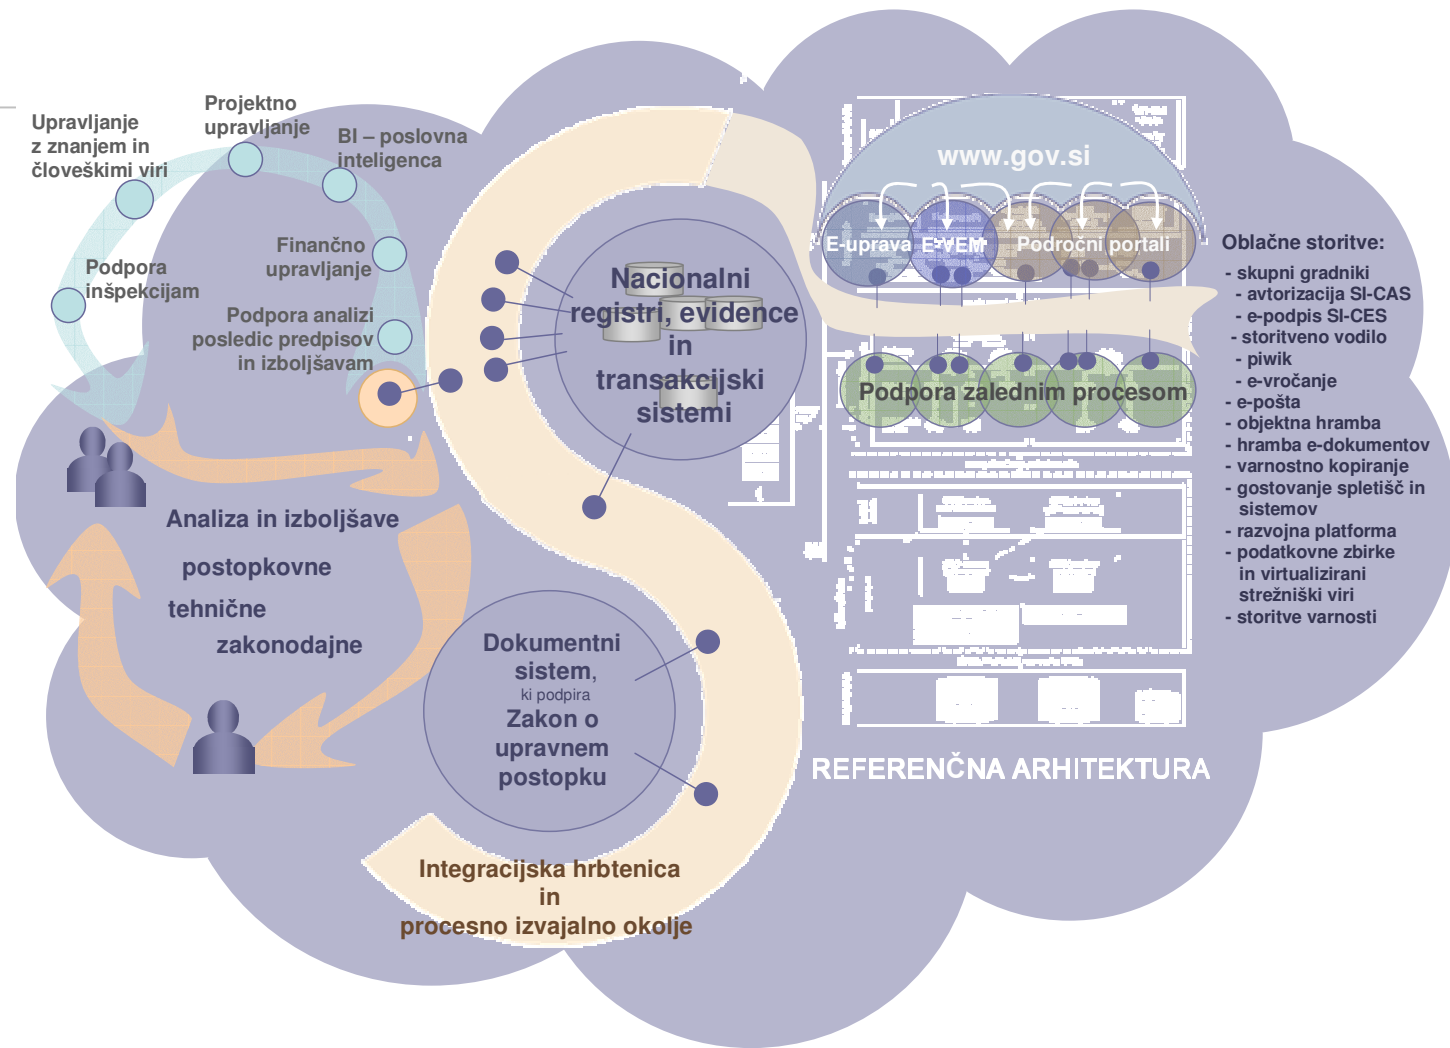 Projektno
upravljanje
Upravljanje
z znanjem in
človeškimi viri
BI – poslovna
inteligenca
Finančno
upravljanje
Podpora
inšpekcijam
Podpora analizi
posledic predpisov
in izboljšavam
Analiza in izboljšave
postopkovne
tehnične
zakonodajne
Nacionalni
registri, evidence
in
transakcijski
sistemi
Dokumentni
sistem,
ki podpira
Zakon o
upravnem
postopku
Integracijska hrbtenica
in
procesno izvajalno okolje
www.gov.si
E-uprava
E-VEM
Področni portali
Podpora zalednim procesom
REFERENČNA ARHITEKTURA
Oblačne storitve:
- skupni gradniki
- avtorizacija SI-CAS
- e-podpis SI-CES
- storitveno vodilo
- piwik
- e-vročanje
- e-pošta
- objektna hramba
- hramba e-dokumentov
- varnostno kopiranje
- gostovanje spletišč in
sistemov
- razvojna platforma
- podatkovne zbirke
in virtualizirani
strežniški viri
- storitve varnosti